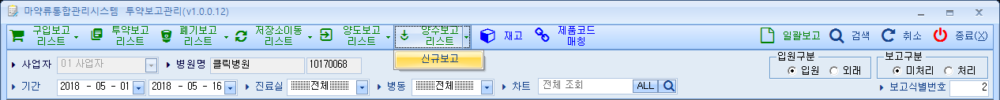 마약류통합관리시스템 투약보고관리(v1.0.0.12)
구입보고 리스트 투약보고 리스트 폐기보고 리스트 저장소이동 리스트 양도보고 리스트 양수보고 리스트 재고 제품코드 매칭 일괄보고 검색 취소 종료(X)
신규보고
사업자 01 사업자 병원명 클릭병원 10170068 입원구분 입원 외래 보고구분 미처리 처리
기간 2018 - 05 - 01 2018 - 05 - 16 진료실 전체 병동 전체 차트 전체 조회 ALL 보고식별번호 2